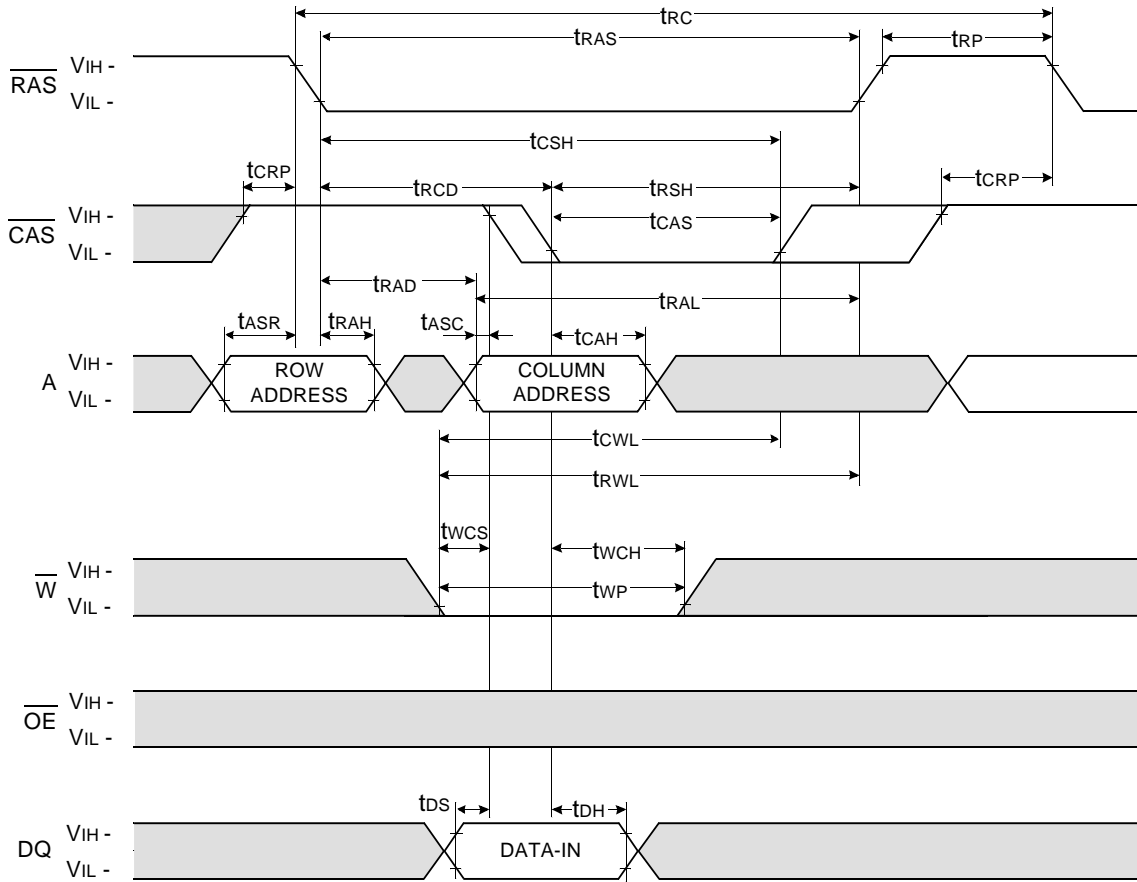 tRC
tRAS
tRP
RAS
VIH -
VIL -
tCSH
tCRP
tRCD
tRSH
tCRP
CAS
VIH -
VIL -
tCAS
tRAD
tRAL
tASR
tRAH
tASC
tCAH
A
VIH -
VIL -
ROW
ADDRESS
COLUMN
ADDRESS
tCWL
tRWL
tWCS
tWCH
W
VIH -
VIL -
tWP
OE
VIH -
VIL -
tDS
tDH
DQ
VIH -
VIL -
DATA-IN